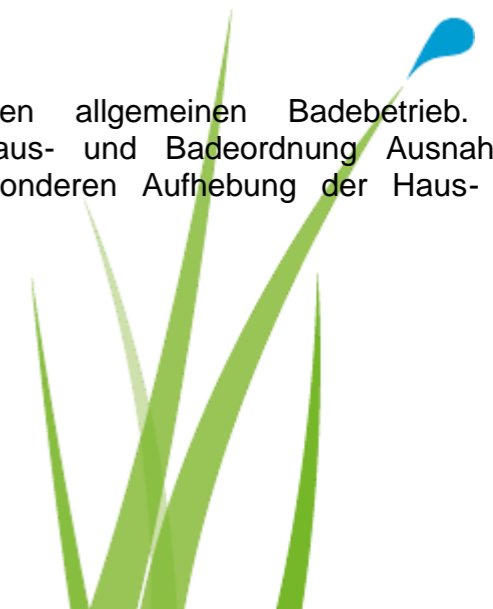 en allgemeinen Badebetrieb.
aus- und Badeordnung Ausnah
onderen Aufhebung der Haus-